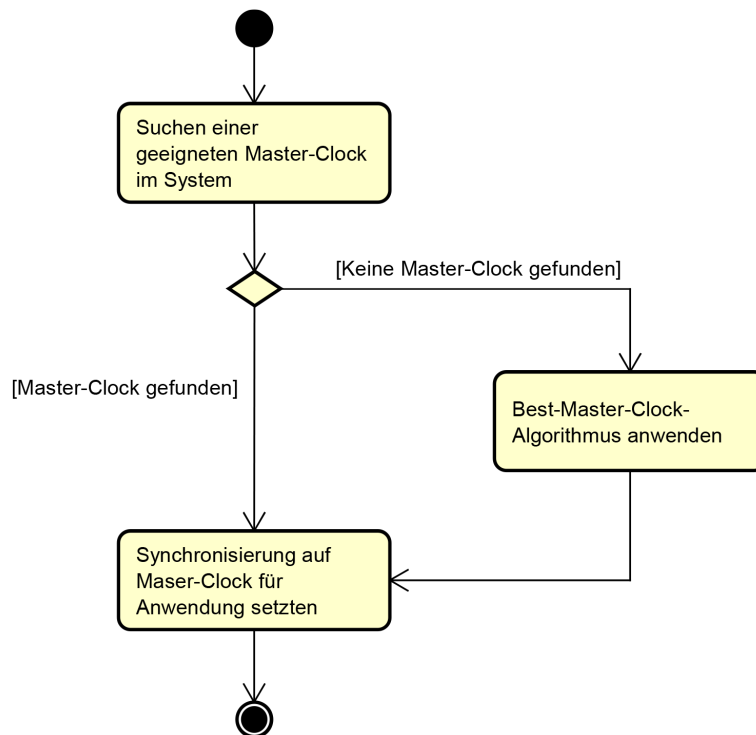 Suchen einer
geeigneten Master-Clock
im System
[Keine Master-Clock gefunden]
[Master-Clock gefunden]
Best-Master-Clock-
Algorithmus anwenden
Synchronisierung auf
Maser-Clock für
Anwendung setzten